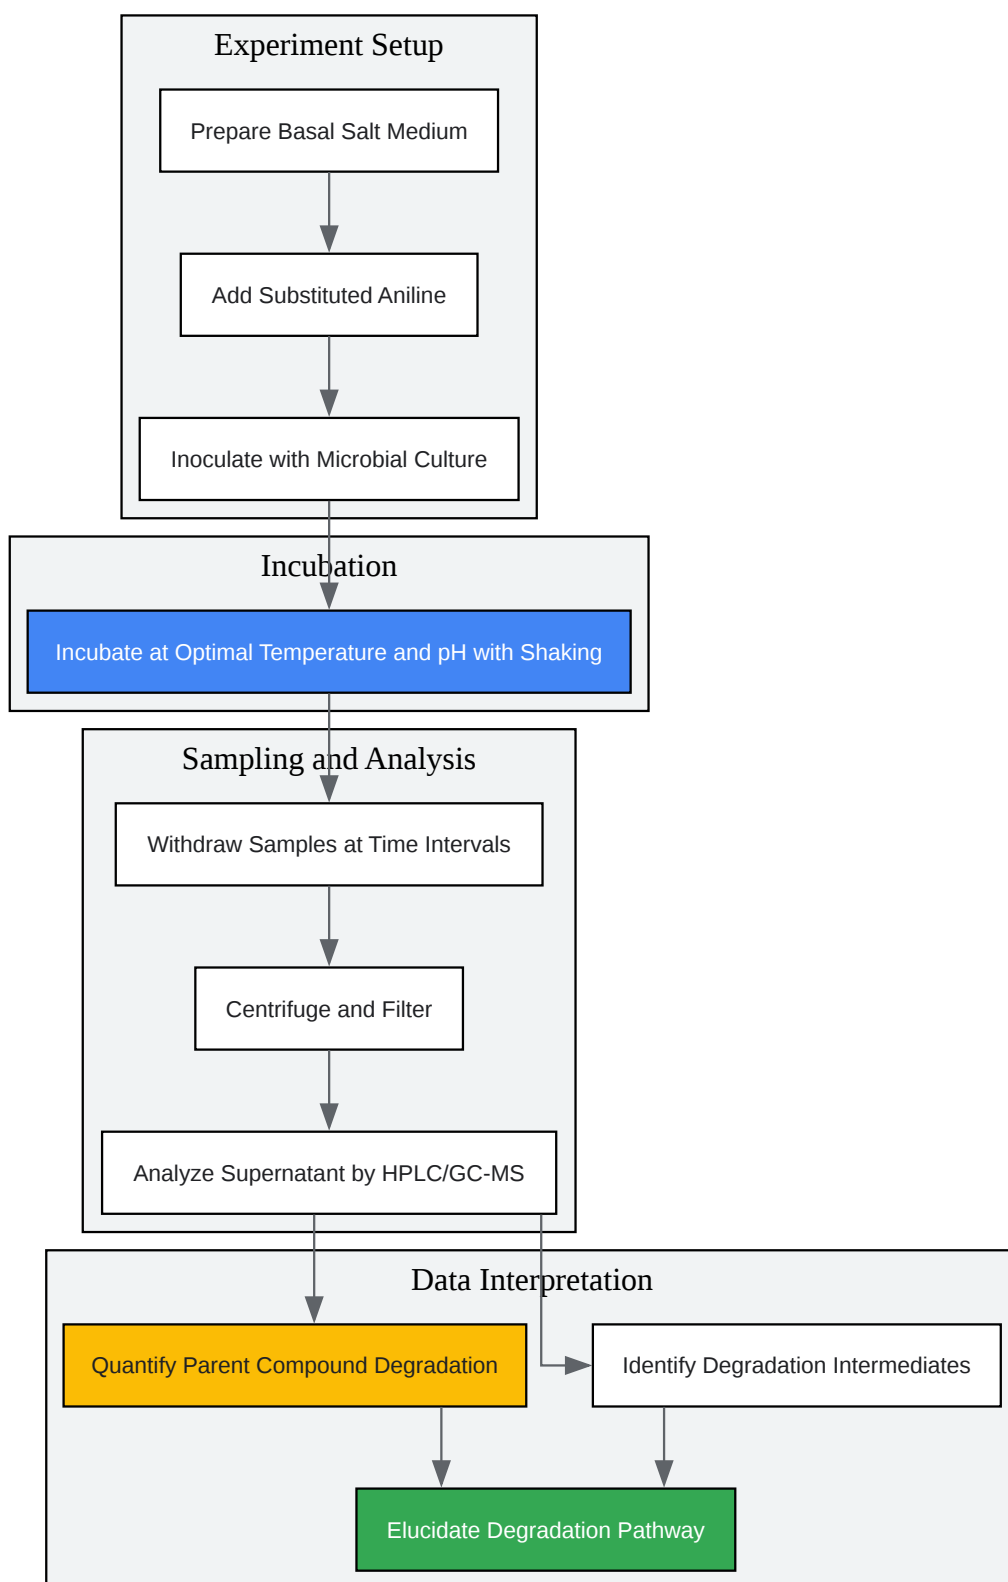 Experiment Setup
Prepare Basal Salt Medium
Add Substituted Aniline
Inoculate with Microbial Culture
Incubation
Incubate at Optimal Temperature and pH with Shaking
Sampling and Analysis
Withdraw Samples at Time Intervals
Centrifuge and Filter
Analyze Supernatant by HPLC/GC-MS
Data Interpretation
Quantify Parent Compound Degradation
Identify Degradation Intermediates
Elucidate Degradation Pathway